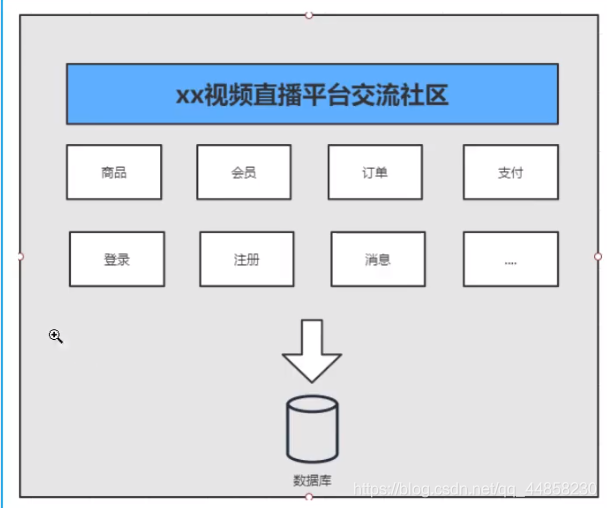 xx视频直播平台交流社区
商品 会员 订单 支付
登录 注册 消息 ....
数据库
https://blog.csdn.net/qq_44858230